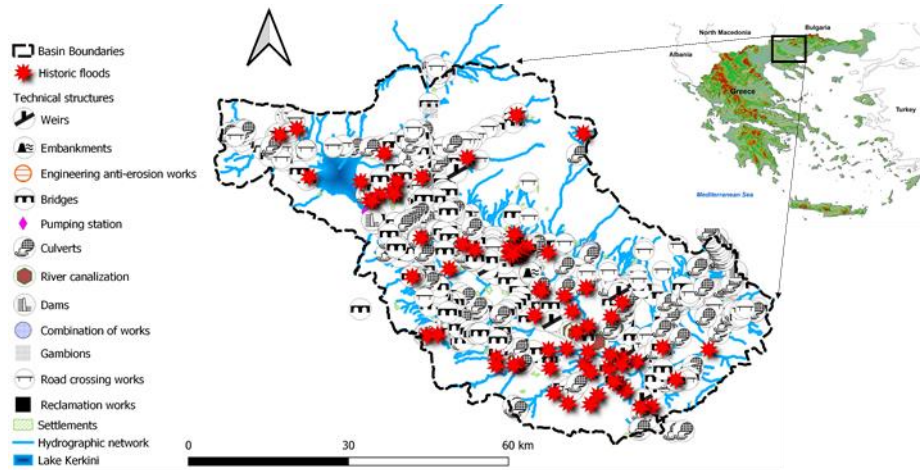 Basin Boundaries
Historic floods
Technical structures
Weirs
Embankments
Engineering anti-erosion works
Bridges
Pumping station
Culverts
River canalization
Dams
Combination of works
Gambions
Road crossing works
Reclamation works
Settlements
Hydrographic network
Lake Kerkini
0 30 60 km
North Macedonia
Bulgaria
Albania
Greece
Turkey
Mediterranean Sea